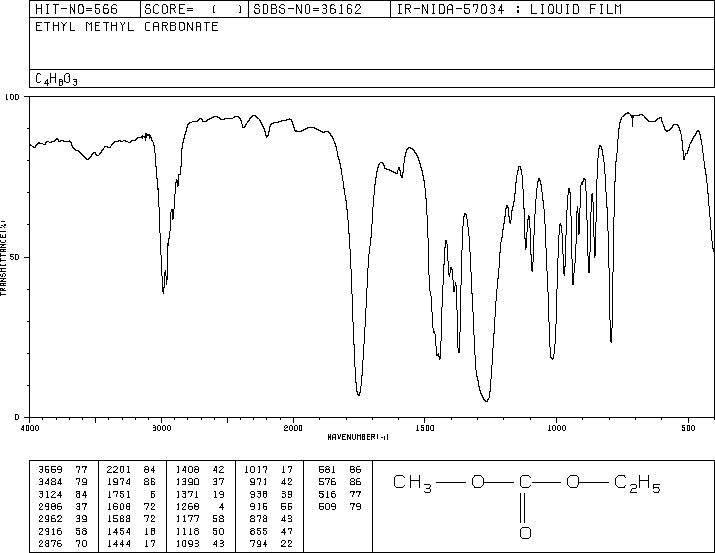 HIT-NO=566 SCORE= ( ) SDBS-NO=36162 IR-NIDA-57034 : LIQUID FILM
ETHYL METHYL CARBONATE
C4H8O3
100
50
0
TRANSMITTANCE(%)
4000 3000 2000 1500 1000 500
WAVENUMBER(-1)
3569 77 2201 84 1408 42 1017 17 681 86
3484 79 1974 86 1390 37 971 42 576 86
3124 84 1751 6 1371 19 938 39 516 77
2986 37 1608 72 1268 4 916 55 609 79
2962 39 1588 72 1177 58 878 43
2916 58 1454 18 1118 50 855 47
2876 70 1444 17 1093 43 794 22
CH3 O C O C2H5
O